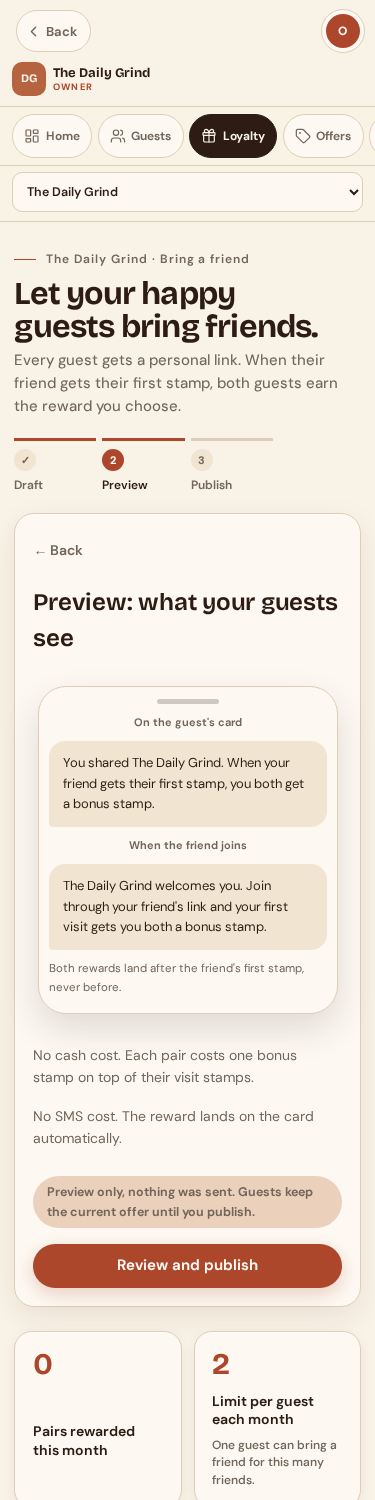 Back
O
DG
The Daily Grind
OWNER
Home
Guests
Loyalty
Offers
The Daily Grind
The Daily Grind · Bring a friend
Let your happy
guests bring friends.
Every guest gets a personal link. When their
friend gets their first stamp, both guests earn
the reward you choose.
✓
2
3
Draft
Preview
Publish
← Back
Preview: what your guests
see
On the guest's card
You shared The Daily Grind. When your
friend gets their first stamp, you both get
a bonus stamp.
When the friend joins
The Daily Grind welcomes you. Join
through your friend's link and your first
visit gets you both a bonus stamp.
Both rewards land after the friend's first stamp,
never before.
No cash cost. Each pair costs one bonus
stamp on top of their visit stamps.
No SMS cost. The reward lands on the card
automatically.
Preview only, nothing was sent. Guests keep
the current offer until you publish.
Review and publish
0
Pairs rewarded
this month
2
Limit per guest
each month
One guest can bring a
friend for this many
friends.